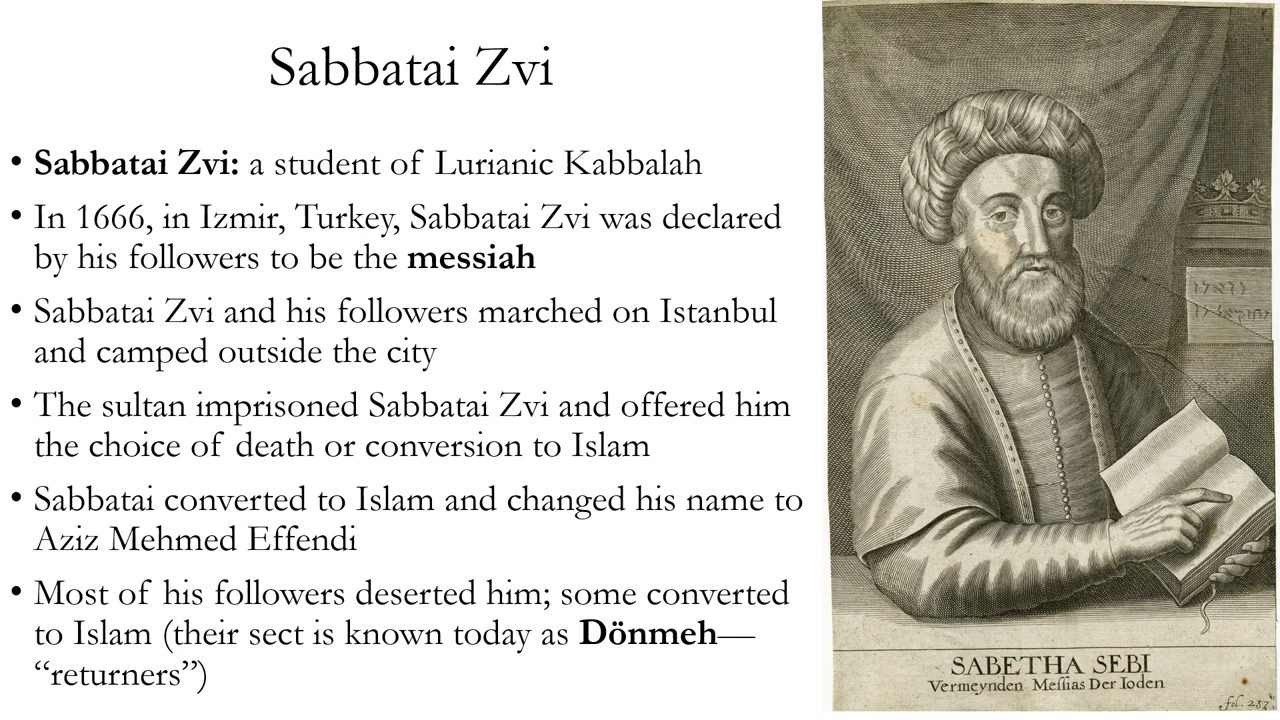 Sabbatai Zvi
• Sabbatai Zvi: a student of Lurianic Kabbalah
• In 1666, in Izmir, Turkey, Sabbatai Zvi was declared
by his followers to be the messiah
• Sabbatai Zvi and his followers marched on Istanbul
and camped outside the city
• The sultan imprisoned Sabbatai Zvi and offered him
the choice of death or conversion to Islam
• Sabbatai converted to Islam and changed his name to
Aziz Mehmed Effendi
• Most of his followers deserted him; some converted
to Islam (their sect is known today as Dönmeh—
“returners”)
SABETHA SEBI
Vermeynden Messias Der Ioden
fol. 237.